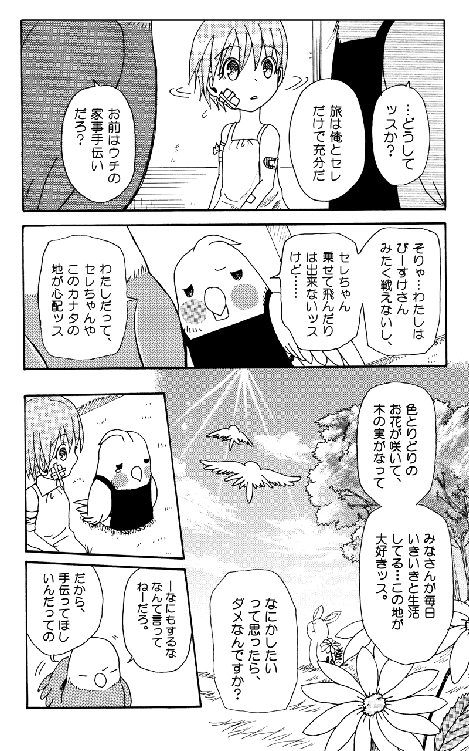 …どうして
ッスか？
旅は俺とセレ
だけで充分だ
お前はウチの
家事手伝い
だろ？
そりゃ…わたしは
ぴーすけさん
みたく戦えないし、
セレちゃん
乗せて飛んだり
は出来ないッス
けど……
わたしだって、
セレちゃんや
このカナタの
地が心配ッス
色とりどりの
お花が咲いて、
木の実がなって
みなさんが毎日
いきいきと生活
してる…この地が
大好きッス。
なにかしたい
って思ったら、
ダメなんですか？
ーなにもするな
なんて言って
ねーだろ。
だから、
手伝ってほし
いんだっての